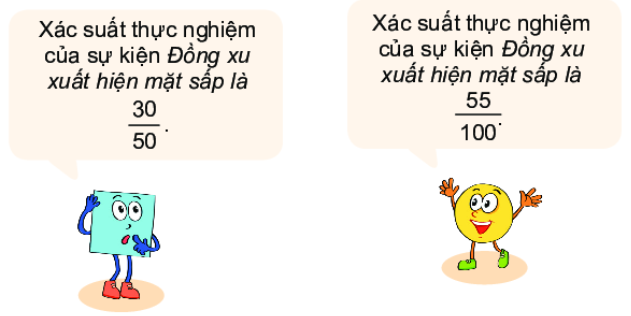 Xác suất thực nghiệm
của sự kiện Đồng xu
xuất hiện mặt sấp là
30
50.
Xác suất thực nghiệm
của sự kiện Đồng xu
xuất hiện mặt sấp là
55
100.